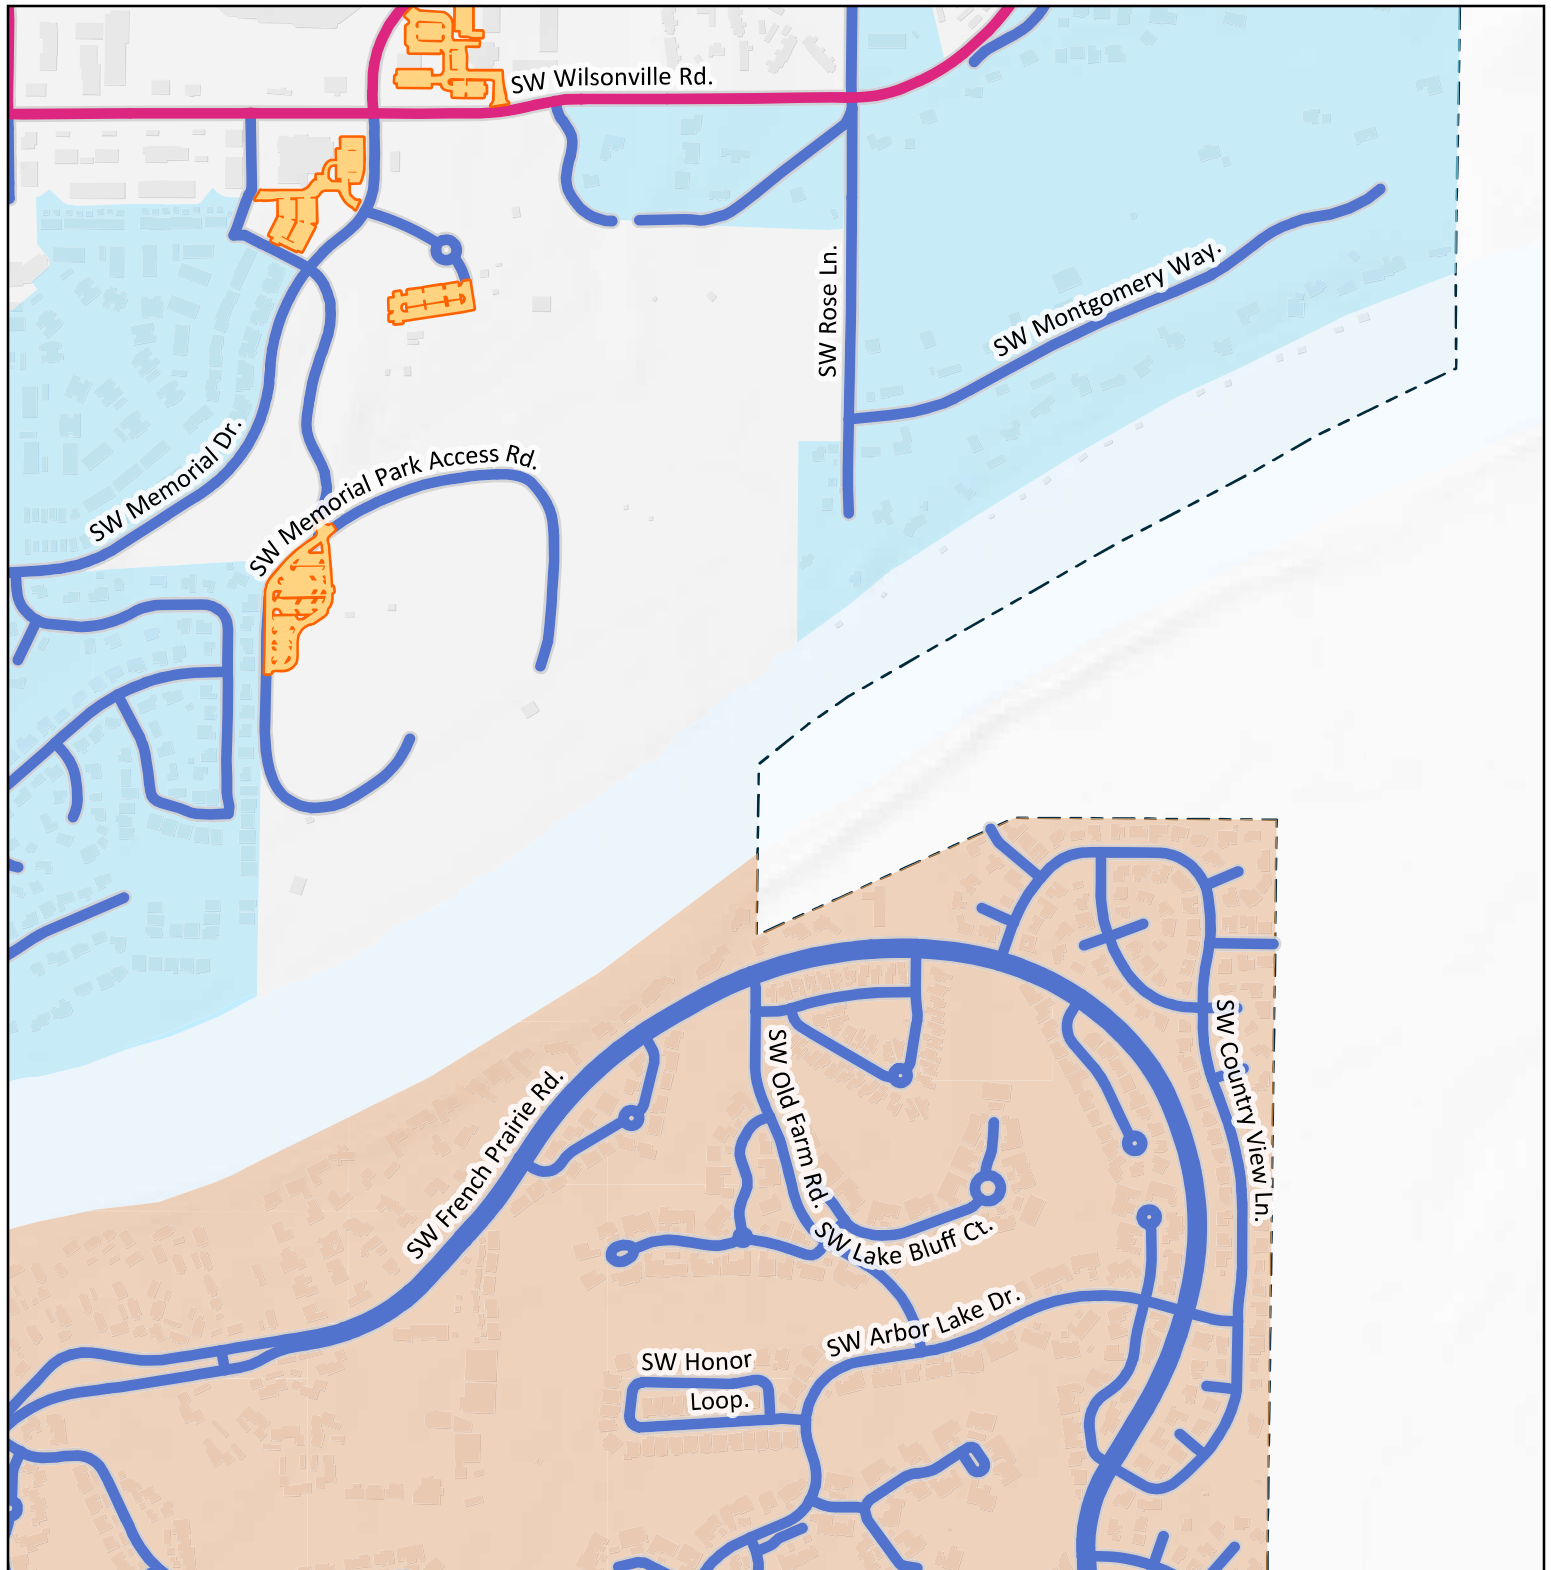 SW Wilsonville Rd.
SW Rose Ln.
SW Montgomery Way.
SW Memorial Dr.
SW Memorial Park Access Rd.
SW Country View Ln.
SW Old Farm Rd.
SW French Prairie Rd.
SW Lake Bluff Ct.
SW Arbor Lake Dr.
SW Honor
Loop.